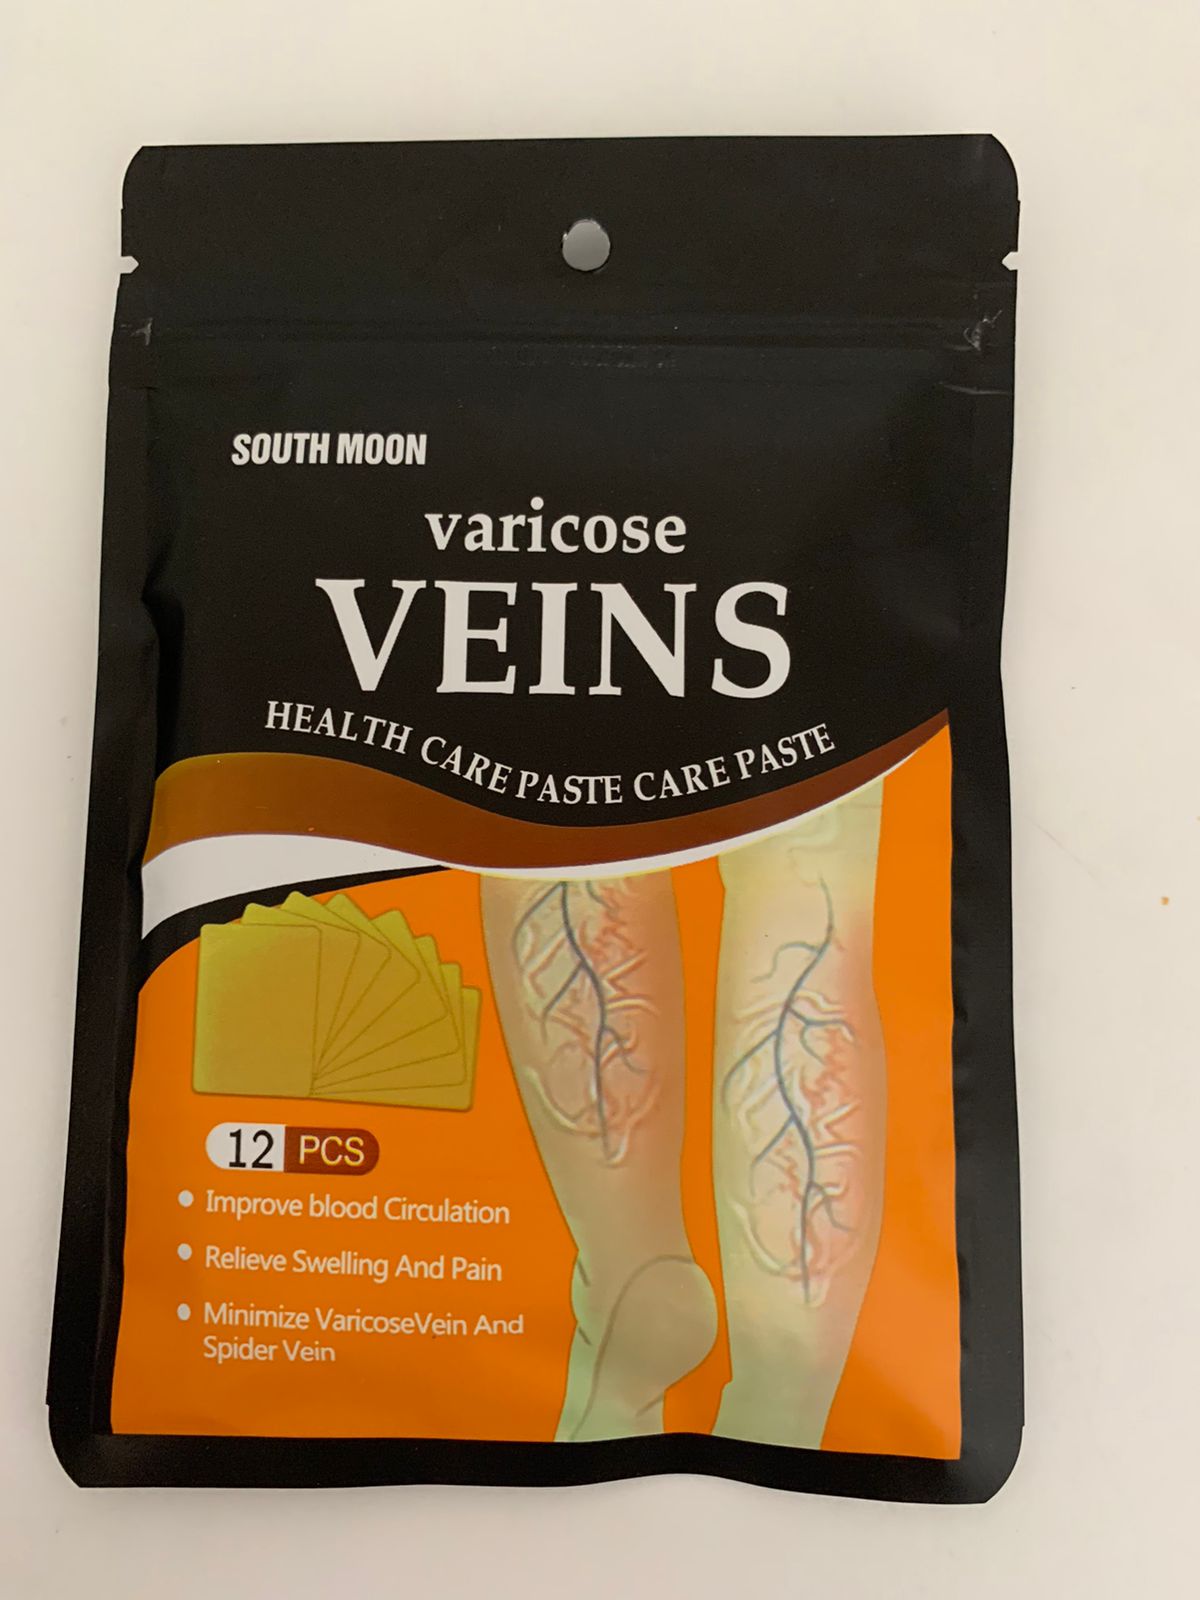 SOUTH MOON
varicose
VEINS
HEALTH CARE PASTE CARE PASTE
12 PCS
Improve blood Circulation
Relieve Swelling And Pain
Minimize VaricoseVein And
Spider Vein